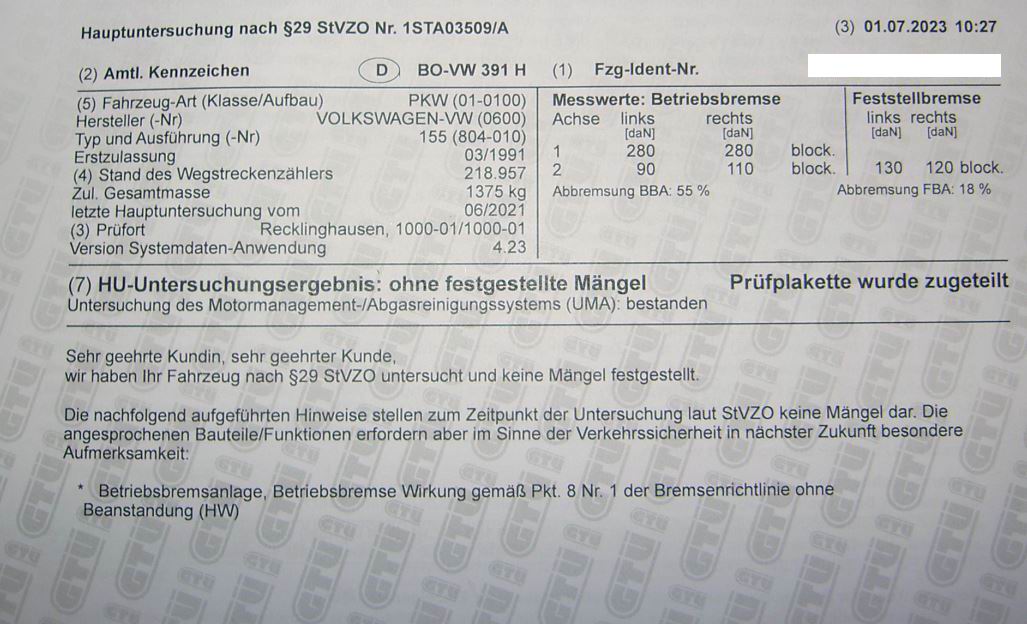 Hauptuntersuchung nach §29 StVZO Nr. 1STA03509/A (3) 01.07.2023 10:27
(2) Amtl. Kennzeichen D BO-VW 391 H (1) Fzg-Ident-Nr.
(5) Fahrzeug-Art (Klasse/Aufbau) PKW (01-0100)
Hersteller (-Nr) VOLKSWAGEN-VW (0600)
Typ und Ausführung (-Nr) 155 (804-010)
Erstzulassung 03/1991
(4) Stand des Wegstreckenzählers 218.957
Zul. Gesamtmasse 1375 kg
letzte Hauptuntersuchung vom 06/2021
(3) Prüfort Recklinghausen, 1000-01/1000-01
Version Systemdaten-Anwendung 4.23
Messwerte: Betriebsbremse
Achse links rechts
[daN] [daN]
1 280 280 block.
2 90 110 block.
Abbremsung BBA: 55 %
Feststellbremse
links rechts
[daN] [daN]
130 120 block.
Abbremsung FBA: 18 %
(7) HU-Untersuchungsergebnis: ohne festgestellte Mängel Prüfplakette wurde zugeteilt
Untersuchung des Motormanagement-/Abgasreinigungssystems (UMA): bestanden
Sehr geehrte Kundin, sehr geehrter Kunde,
wir haben Ihr Fahrzeug nach §29 StVZO untersucht und keine Mängel festgestellt.
Die nachfolgend aufgeführten Hinweise stellen zum Zeitpunkt der Untersuchung laut StVZO keine Mängel dar. Die
angesprochenen Bauteile/Funktionen erfordern aber im Sinne der Verkehrssicherheit in nächster Zukunft besondere
Aufmerksamkeit:
* Betriebsbremsanlage, Betriebsbremse Wirkung gemäß Pkt. 8 Nr. 1 der Bremsenrichtlinie ohne
Beanstandung (HW)